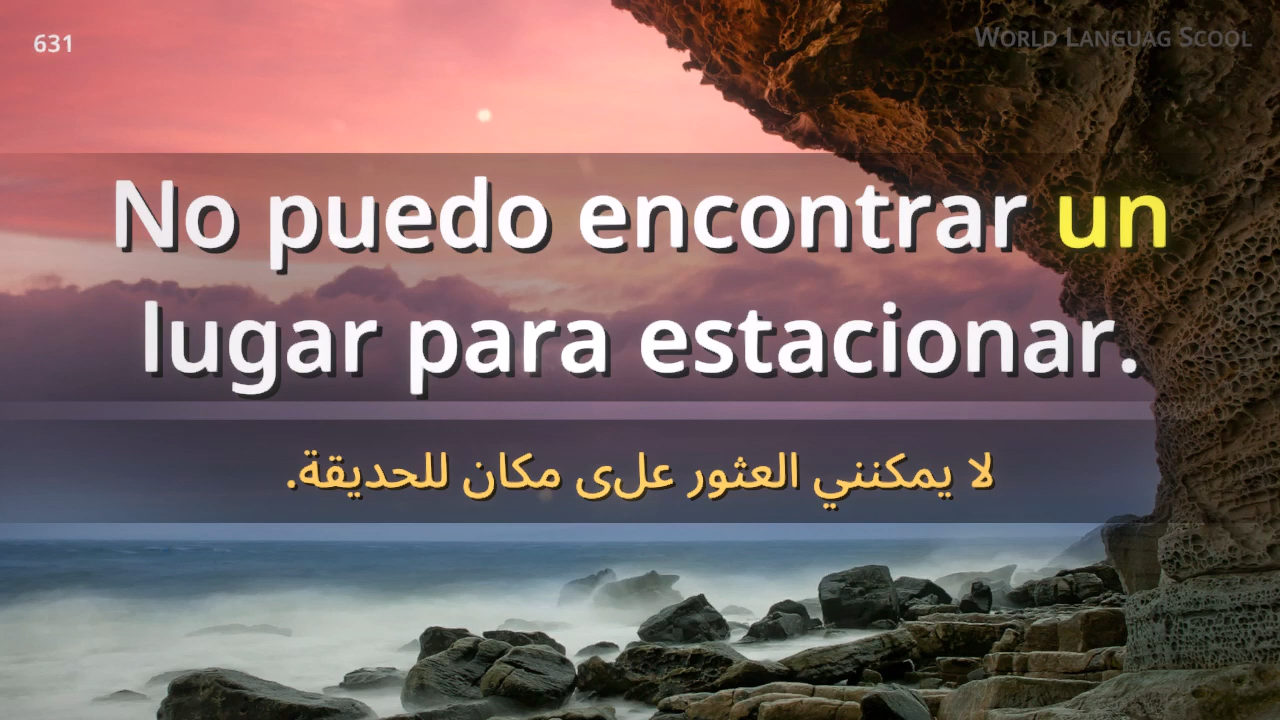 631
World Languag Scool
No puedo encontrar un
lugar para estacionar.
لا يمكنني العثور على مكان للحديقة.